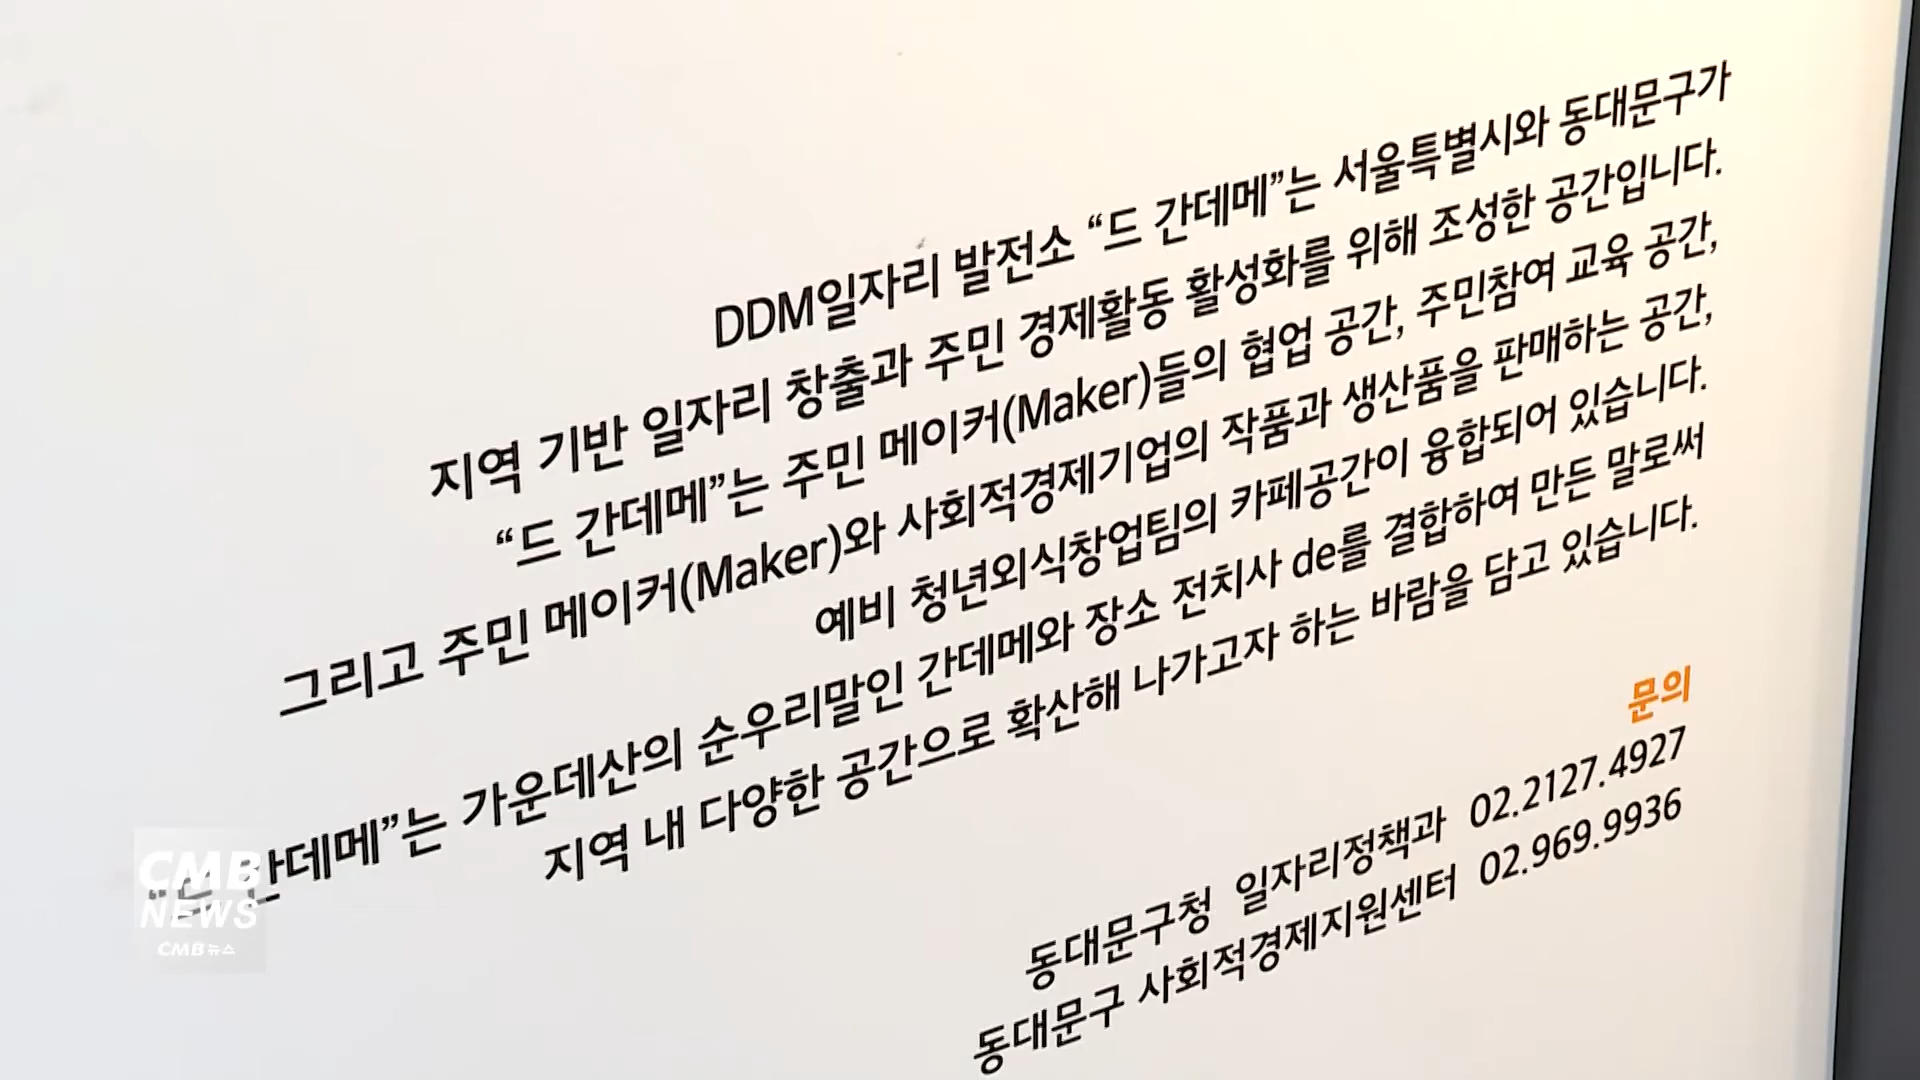 DDM일자리 발전소 “드 간데메”는 서울특별시와 동대문구가
지역 기반 일자리 창출과 주민 경제활동 활성화를 위해 조성한 공간입니다.
“드 간데메”는 주민 메이커(Maker)들의 협업 공간, 주민참여 교육 공간,
그리고 주민 메이커(Maker)와 사회적경제기업의 작품과 생산품을 판매하는 공간,
예비 청년외식창업팀의 카페공간이 융합되어 있습니다.
“드 간데메”는 가운데산의 순우리말인 간데메와 장소 전치사 de를 결합하여 만든 말로써
지역 내 다양한 공간으로 확산해 나가고자 하는 바람을 담고 있습니다.
문의
동대문구청 일자리정책과 02.2127.4927
동대문구 사회적경제지원센터 02.969.9936
CMB
NEWS
CMB뉴스